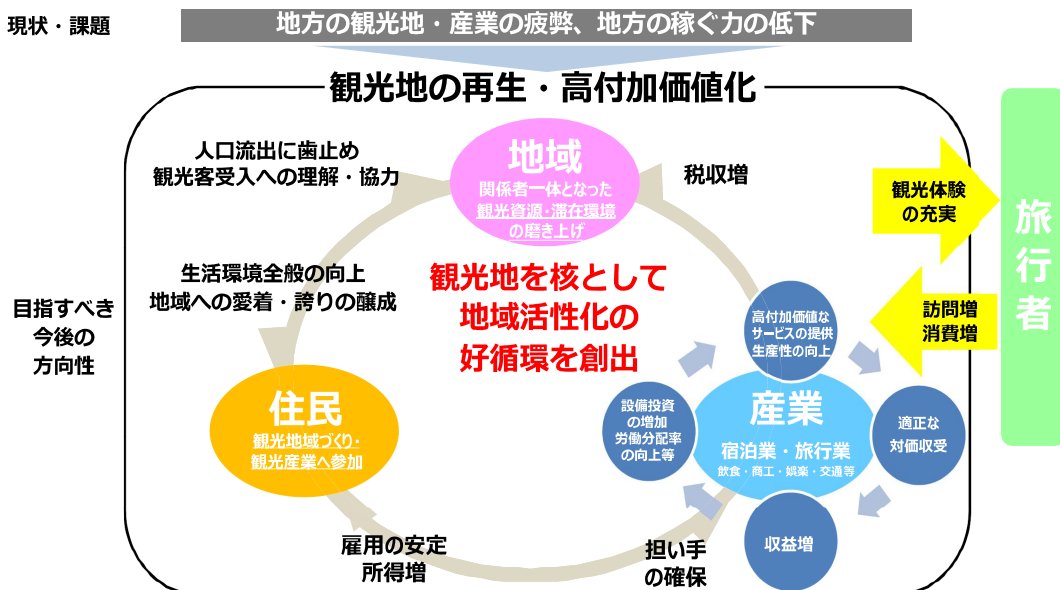 現状・課題
地方の観光地・産業の疲弊、地方の稼ぐ力の低下
観光地の再生・高付加価値化
人口流出に歯止め
観光客受入への理解・協力
地域
関係者一体となった
観光資源・滞在環境
の磨き上げ
税収増
観光体験
の充実
旅行者
生活環境全般の向上
地域への愛着・誇りの醸成
観光地を核として
地域活性化の
好循環を創出
目指すべき
今後の
方向性
訪問増
消費増
高付加価値な
サービスの提供
生産性の向上
住民
観光地域づくり・
観光産業へ参加
設備投資
の増加
労働分配率
の向上等
産業
宿泊業・旅行業
飲食・商工・娯楽・交通等
適正な
対価収受
収益増
雇用の安定
所得増
担い手
の確保